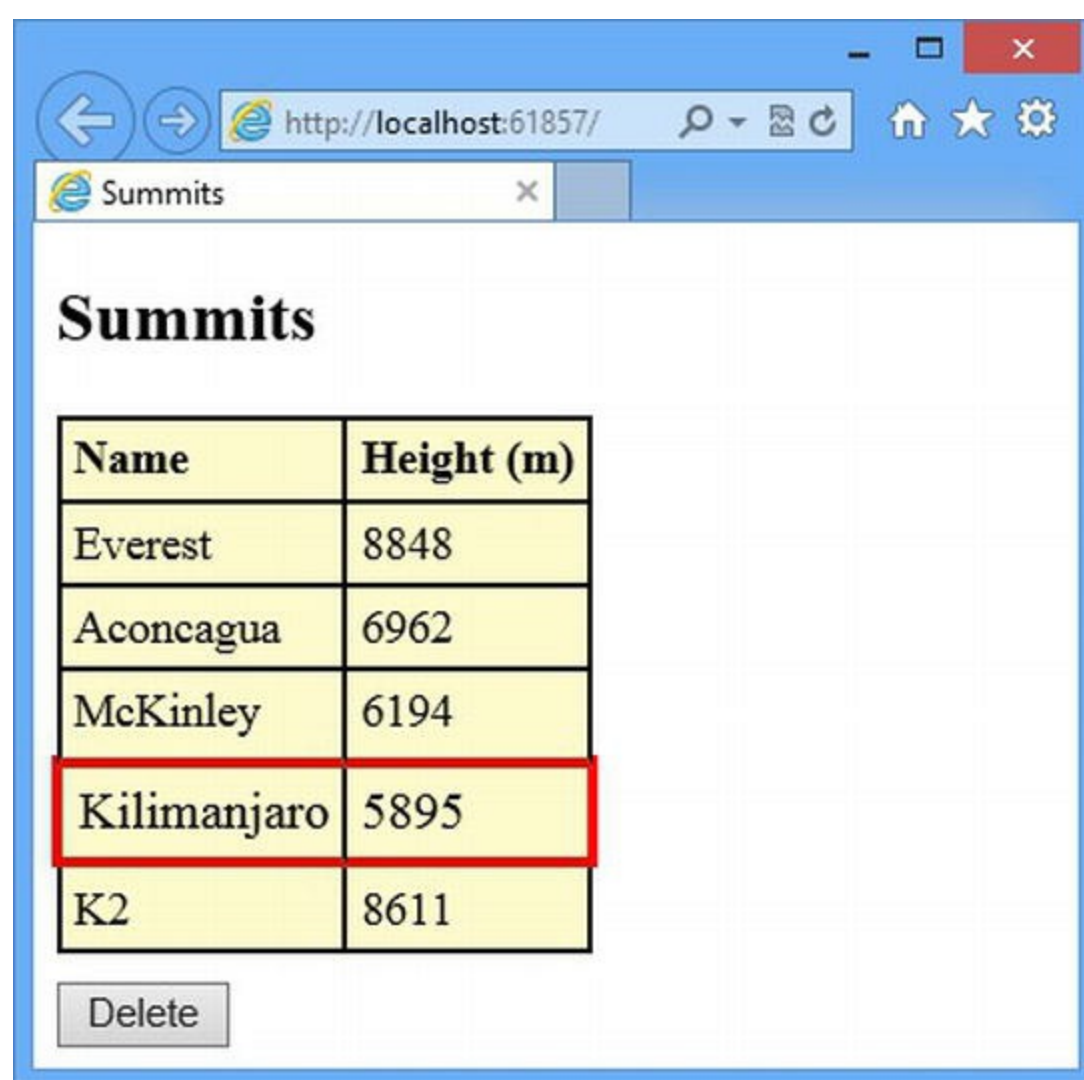 http://localhost:61857/
Summits
Summits
Name Height (m)
Everest 8848
Aconcagua 6962
McKinley 6194
Kilimanjaro 5895
K2 8611
Delete